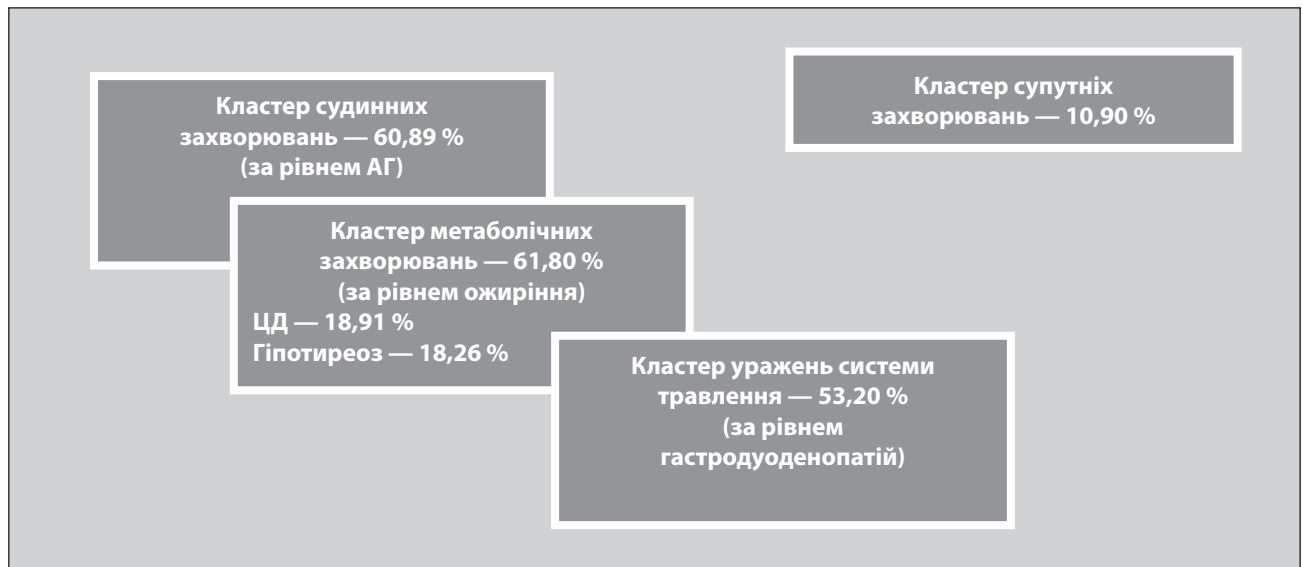 Кластер судинних
захворювань — 60,89 %
(за рівнем АГ)
Кластер супутніх
захворювань — 10,90 %
Кластер метаболічних
захворювань — 61,80 %
(за рівнем ожиріння)
ЦД — 18,91 %
Гіпотиреоз — 18,26 %
Кластер уражень системи
травлення — 53,20 %
(за рівнем
гастродуоденопатій)